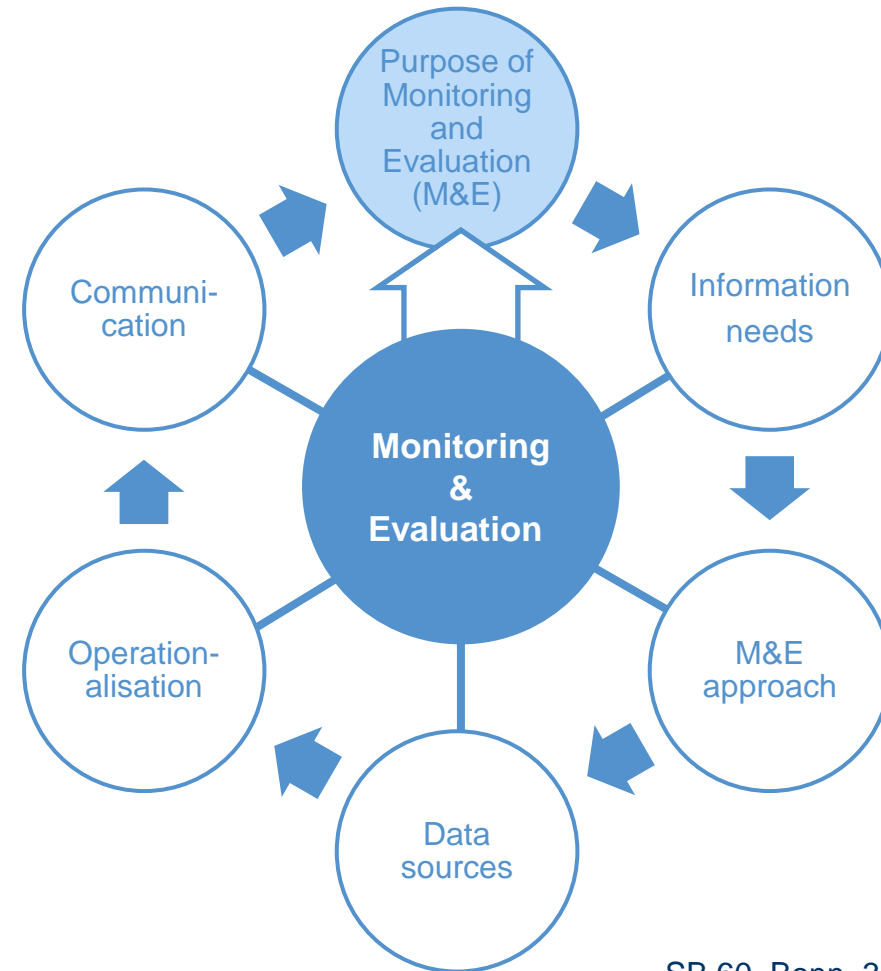 Purpose of
Monitoring
and
Evaluation
(M&E)
Information
needs
M&E
approach
Data
sources
Operation-
alisation
Communi-
cation
Monitoring
&
Evaluation